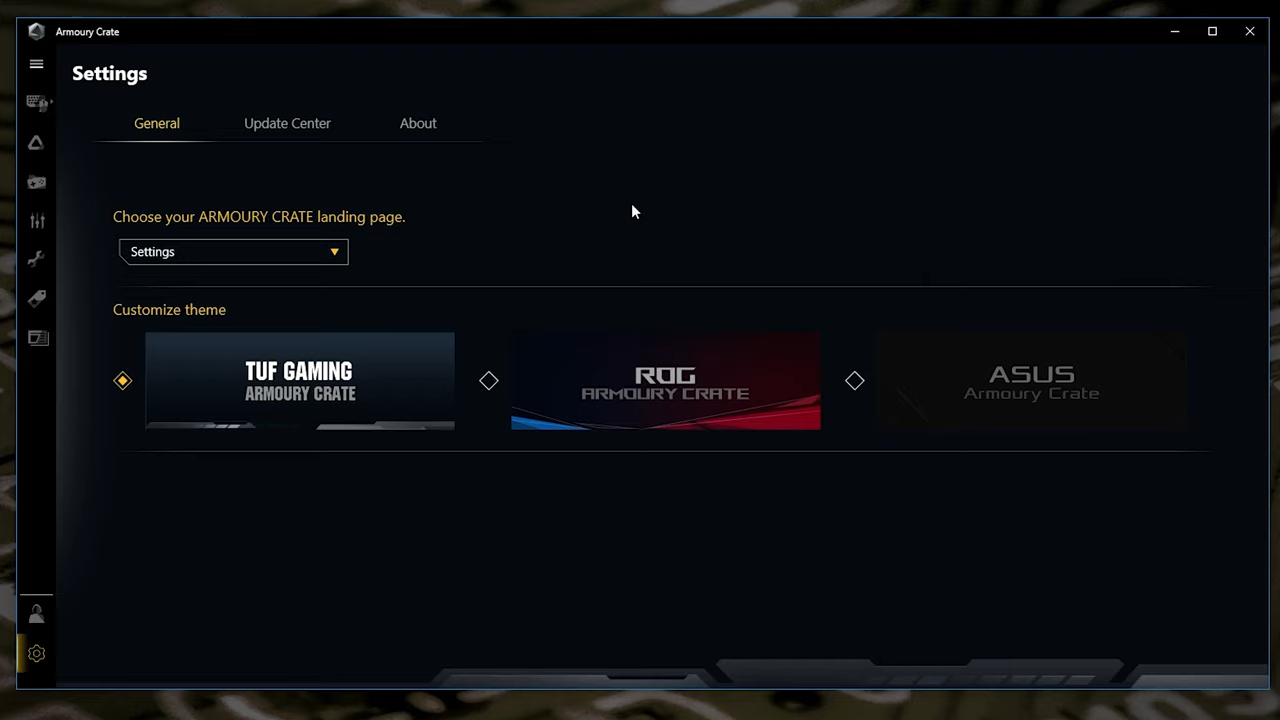 Armoury Crate
Settings
General Update Center About
Choose your ARMOURY CRATE landing page.
Settings
Customize theme
TUF GAMING
ARMOURY CRATE
ROG
ARMOURY CRATE
ASUS
Armoury Crate